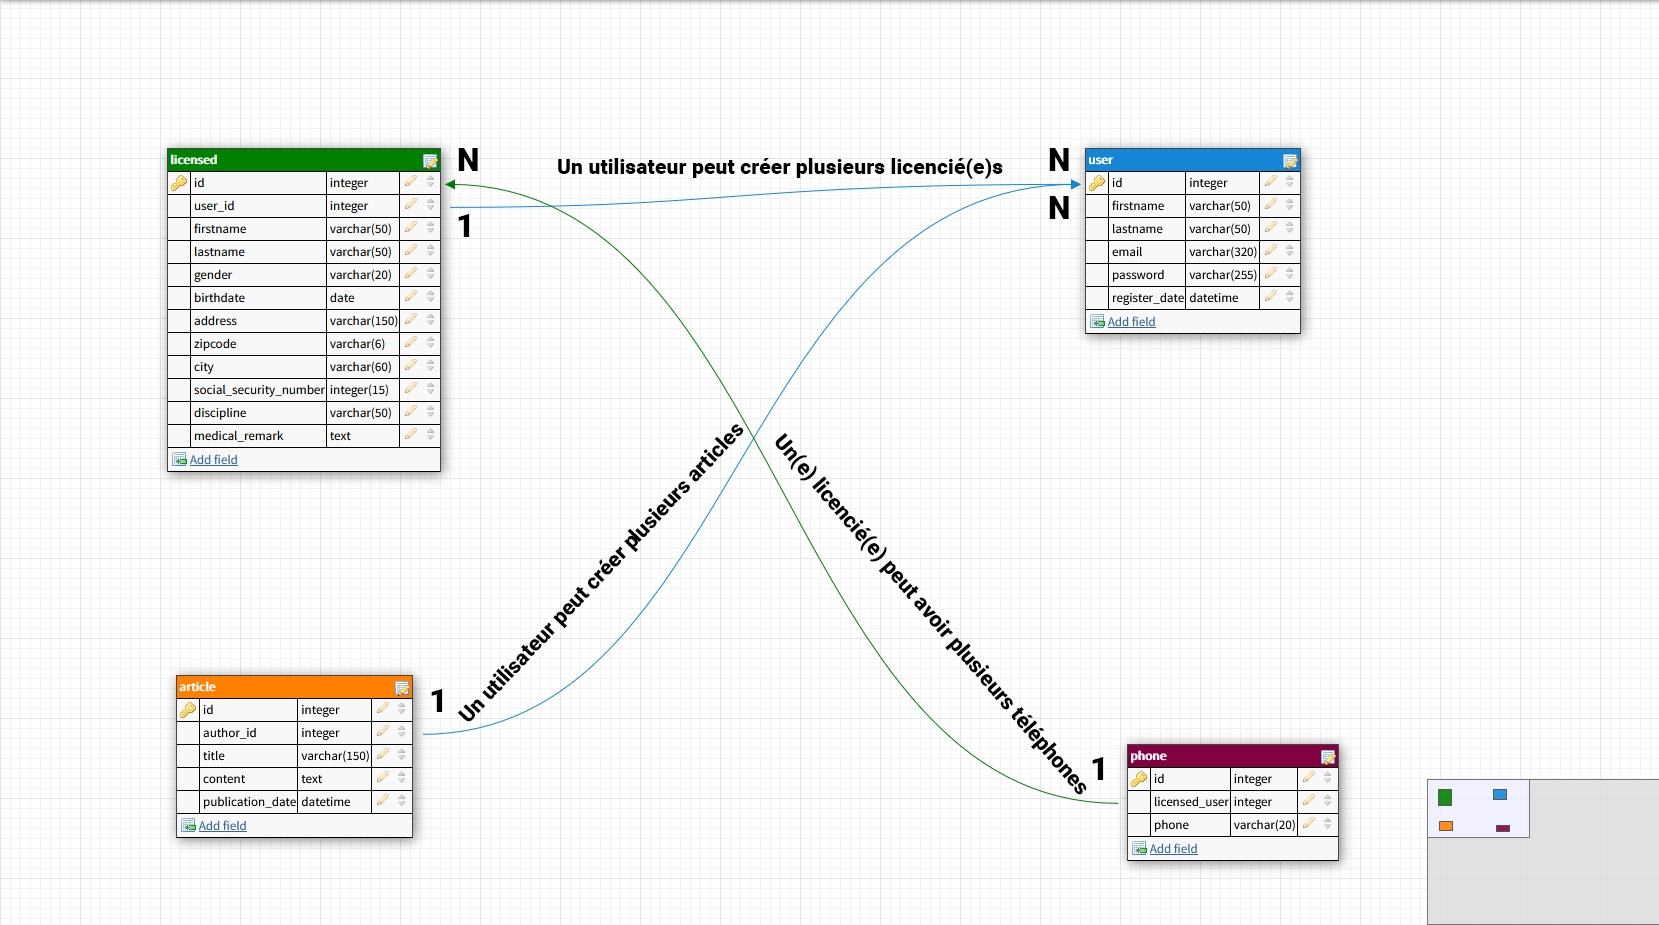 licensed
id integer
user_id integer
firstname varchar(50)
lastname varchar(50)
gender varchar(20)
birthdate date
address varchar(150)
zipcode varchar(6)
city varchar(60)
social_security_number integer(15)
discipline varchar(50)
medical_remark text
Add field
N
1
Un utilisateur peut créer plusieurs licencié(e)s
N
N
user
id integer
firstname varchar(50)
lastname varchar(50)
email varchar(320)
password varchar(255)
register_date datetime
Add field
Un utilisateur peut créer plusieurs articles
Un(e) licencié(e) peut avoir plusieurs téléphones
article
id integer
author_id integer
title varchar(150)
content text
publication_date datetime
Add field
1
1
phone
id integer
licensed_user integer
phone varchar(20)
Add field